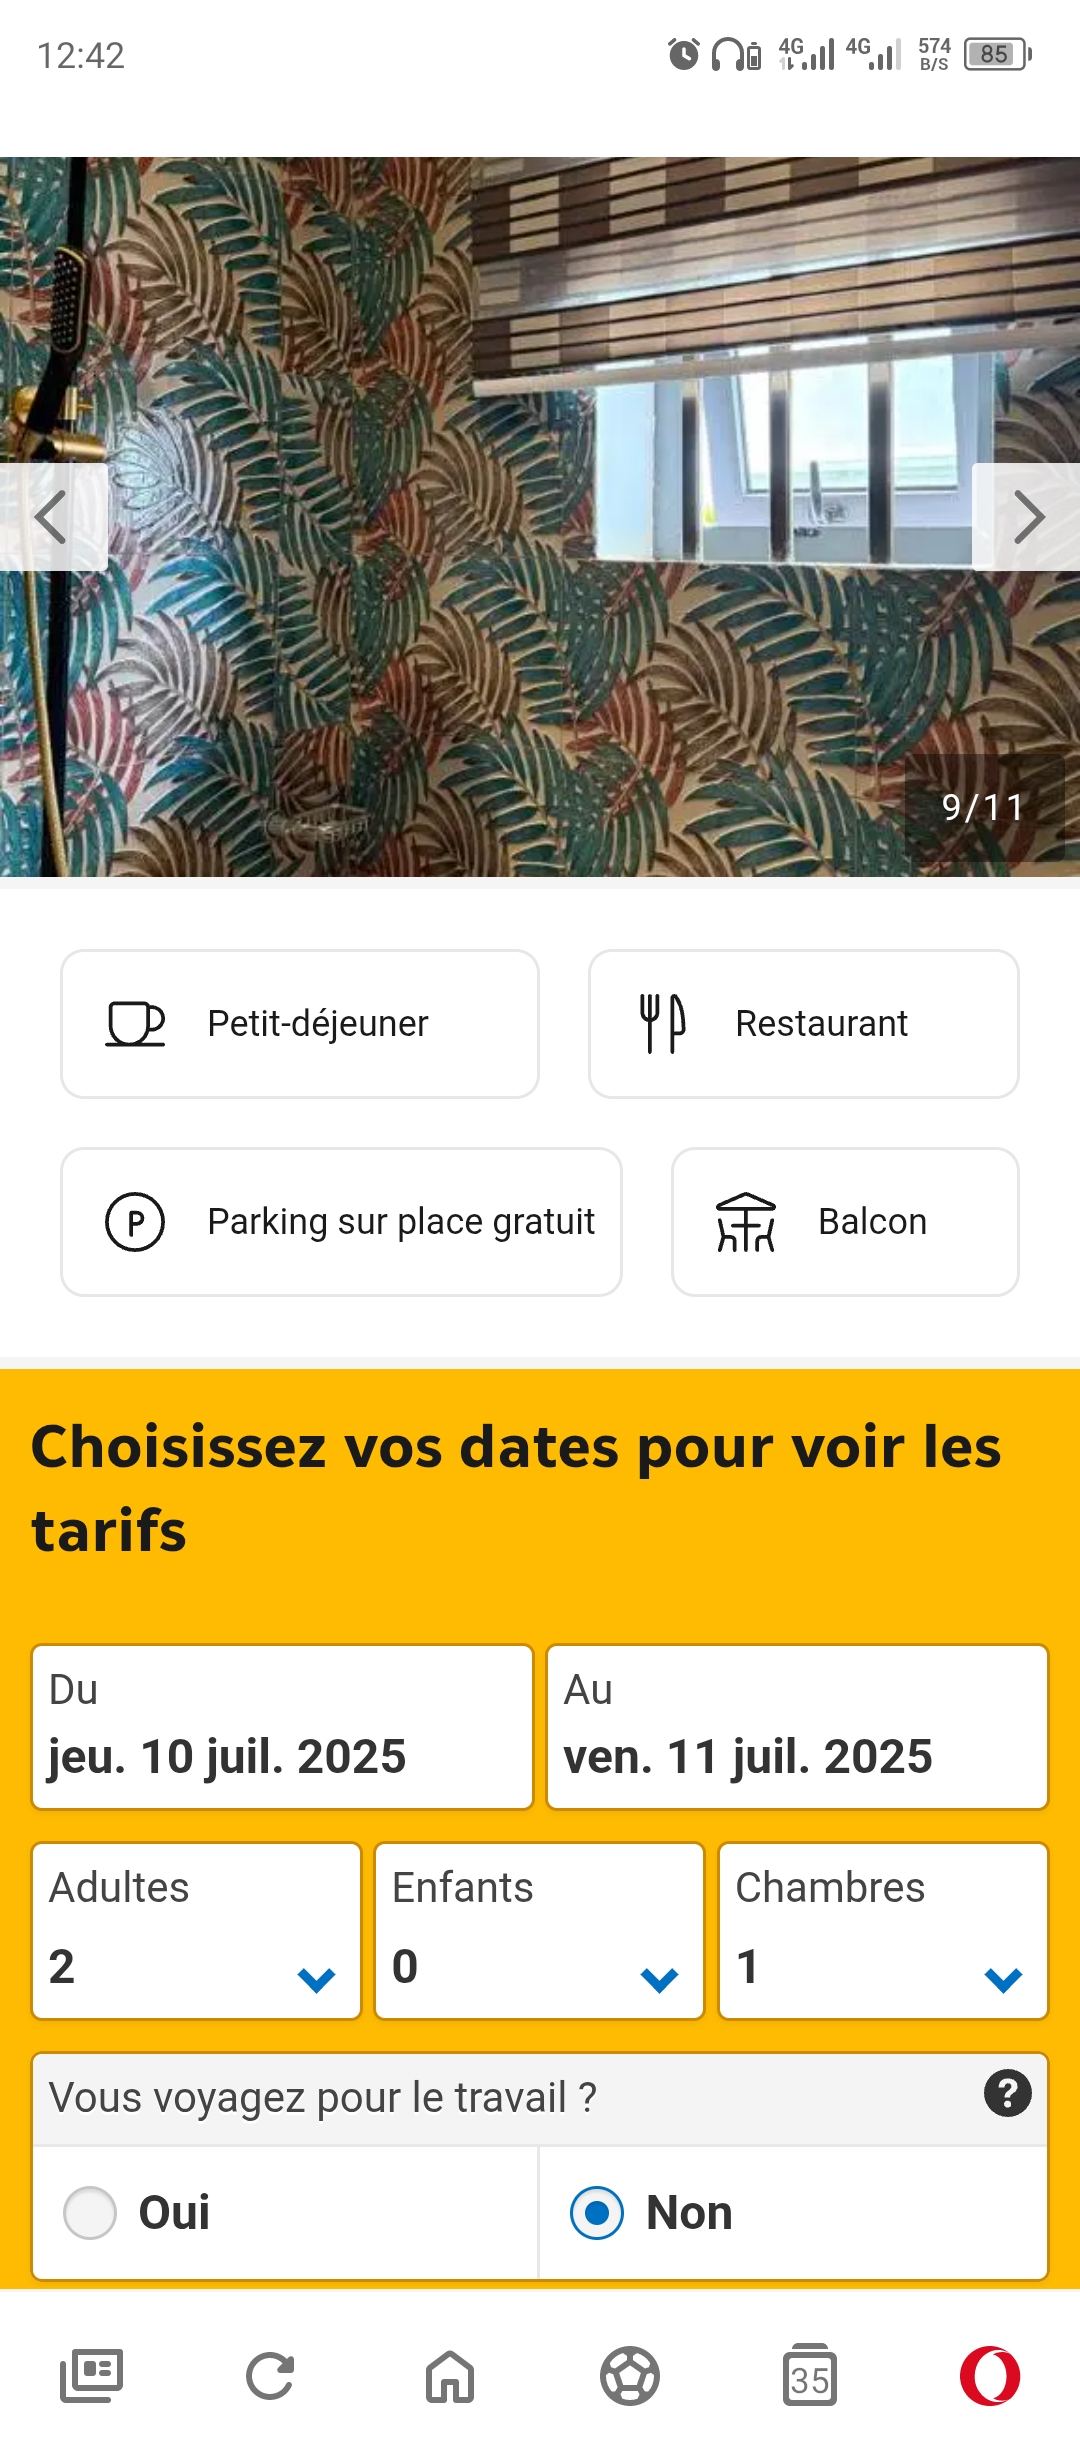 12:42
4G
4G
574
B/S
85
9/11
Petit-déjeuner
Restaurant
Parking sur place gratuit
Balcon
Choisissez vos dates pour voir les
tarifs
Du
jeu. 10 juil. 2025
Au
ven. 11 juil. 2025
Adultes
2
Enfants
0
Chambres
1
Vous voyagez pour le travail ?
?
Oui
Non
35